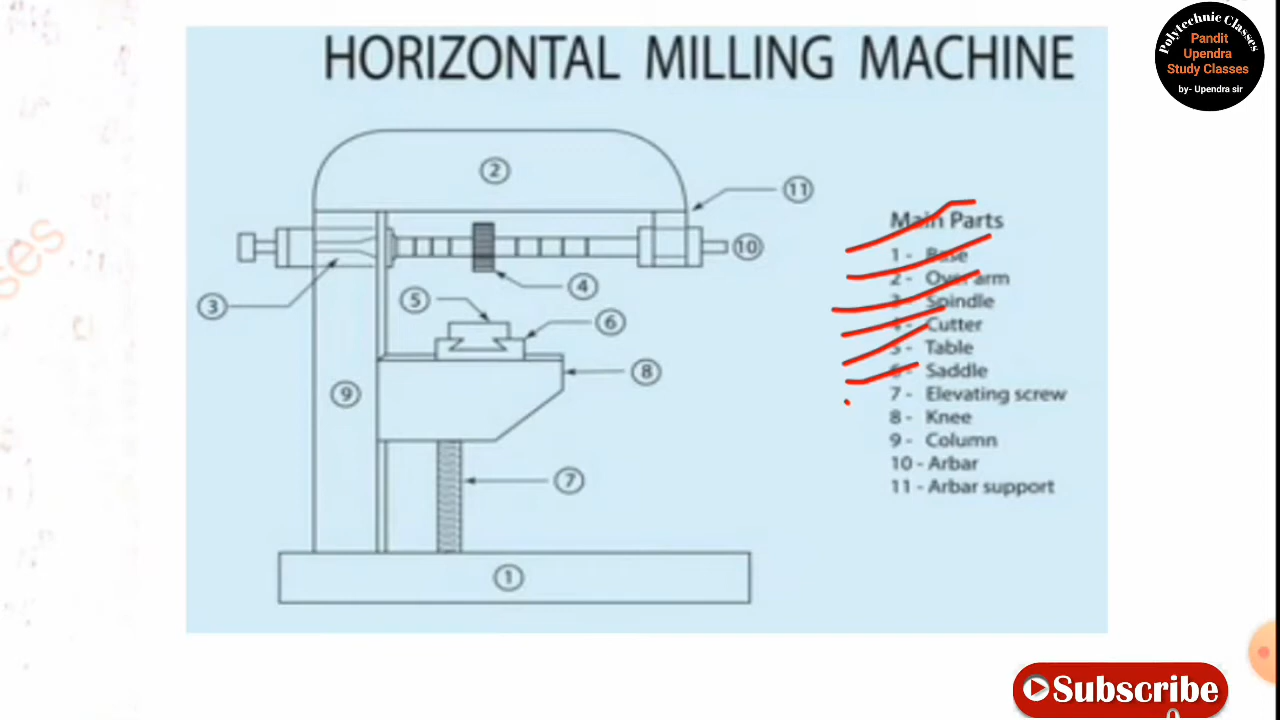 HORIZONTAL MILLING MACHINE
Polytechnic Classes
Pandit
Upendra
Study Classes
by- Upendra sir
2
11
10
3
4
5
6
8
9
7
1
Main Parts
1 - Base
2 - Over arm
3 - Spindle
4 - Cutter
5 - Table
6 - Saddle
7 - Elevating screw
8 - Knee
9 - Column
10 - Arbar
11 - Arbar support
Subscribe